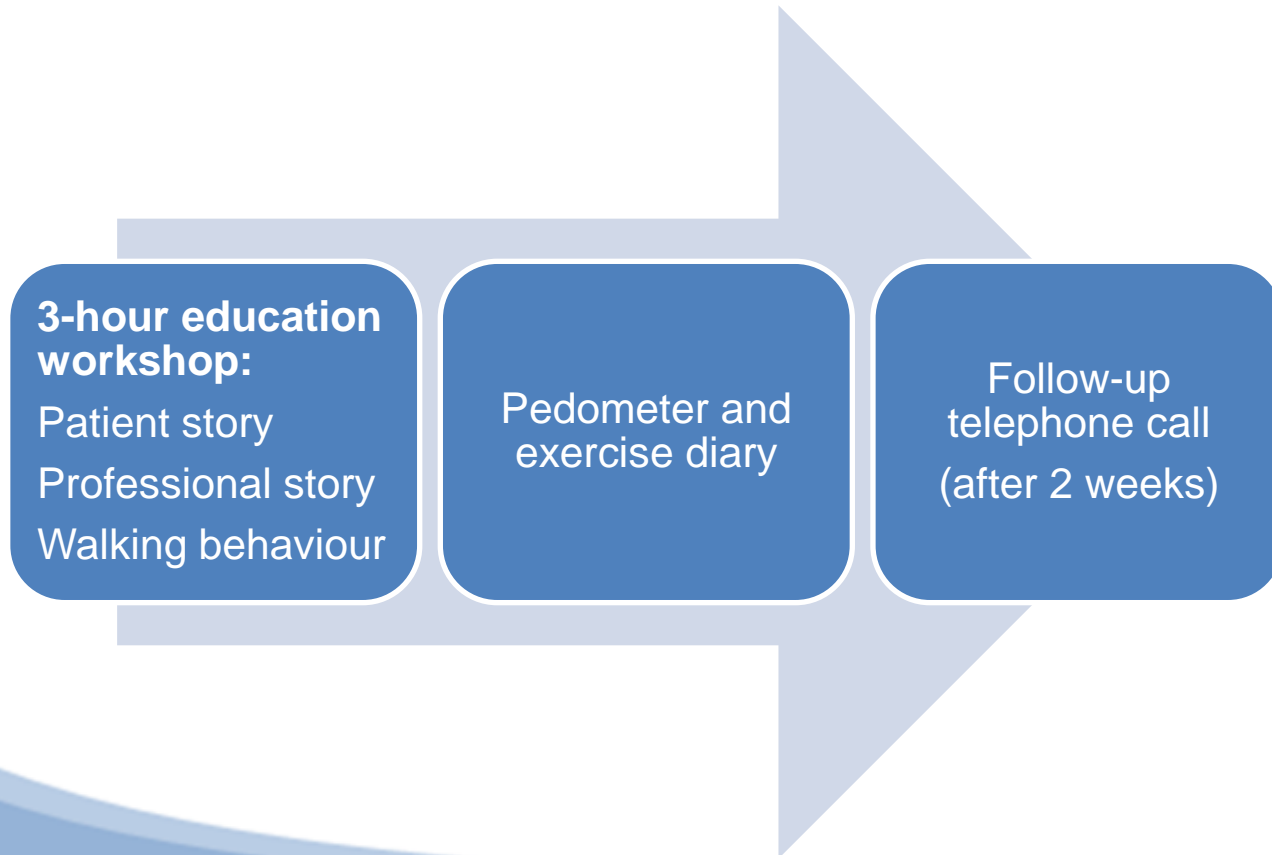 3-hour education
workshop:
Patient story
Professional story
Walking behaviour
Pedometer and
exercise diary
Follow-up
telephone call
(after 2 weeks)